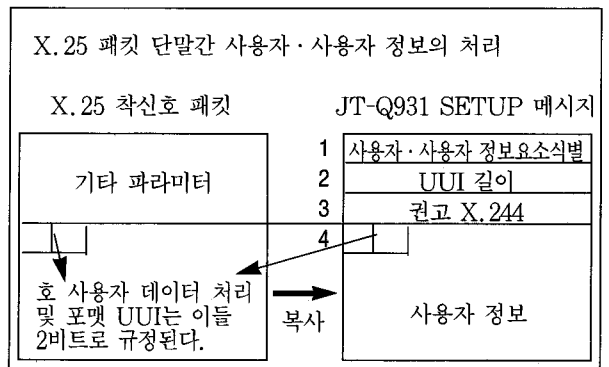 X.25 패킷 단말간 사용자·사용자 정보의 처리
X.25 착신호 패킷
JT-Q931 SETUP 메시지
기타 파라미터
1 사용자·사용자 정보요소식별
2 UUI 길이
3 권고 X.244
4
호 사용자 데이터 처리
및 포맷 UUI는 이들
2비트로 규정된다.
복사
사용자 정보